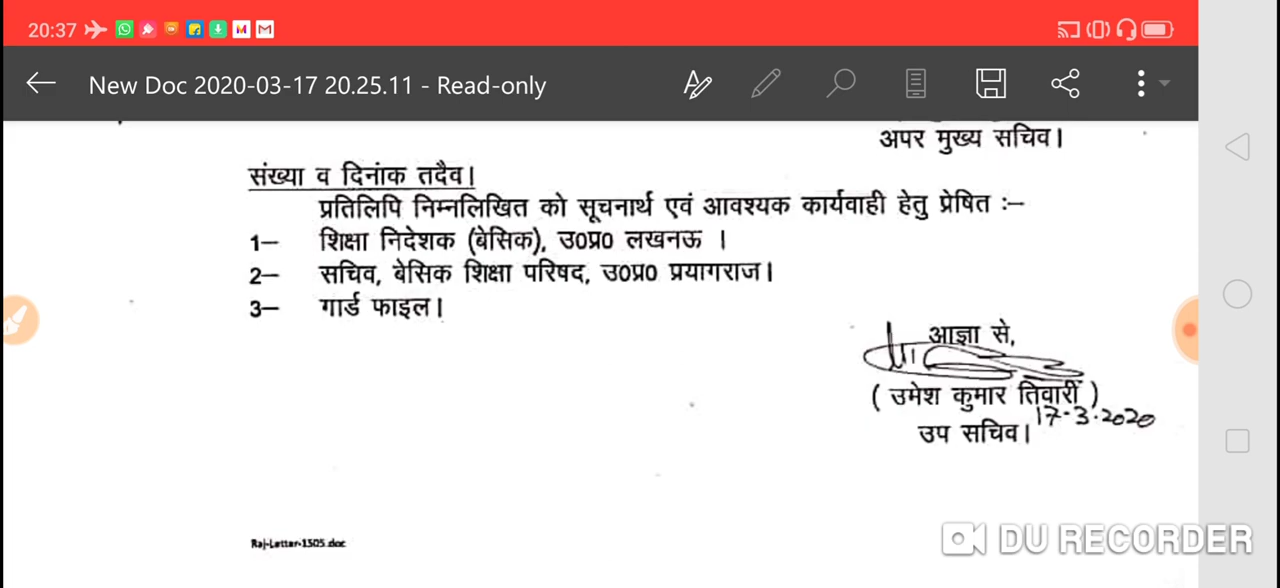 20:37
New Doc 2020-03-17 20.25.11 - Read-only
अपर मुख्य सचिव।
संख्या व दिनांक तदैव।
प्रतिलिपि निम्नलिखित को सूचनार्थ एवं आवश्यक कार्यवाही हेतु प्रेषित :–
1– शिक्षा निदेशक (बेसिक), उ0प्र0 लखनऊ ।
2– सचिव, बेसिक शिक्षा परिषद, उ0प्र0 प्रयागराज।
3– गार्ड फाइल।
आज्ञा से,
( उमेश कुमार तिवारी )
17-3.2020
उप सचिव।
Raj-Letter-1505.doc
DU RECORDER